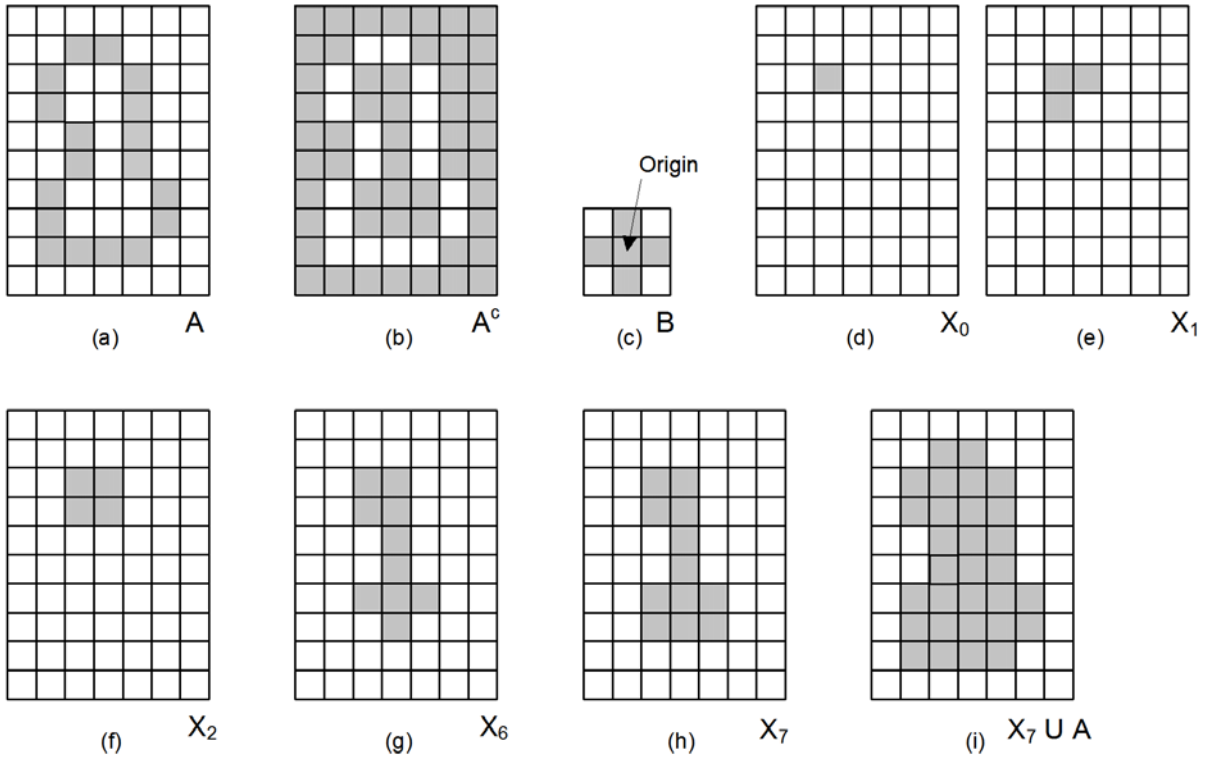 Origin
(a) A
(b) Aᶜ
(c) B
(d) X₀
(e) X₁
(f) X₂
(g) X₆
(h) X₇
(i) X₇ U A